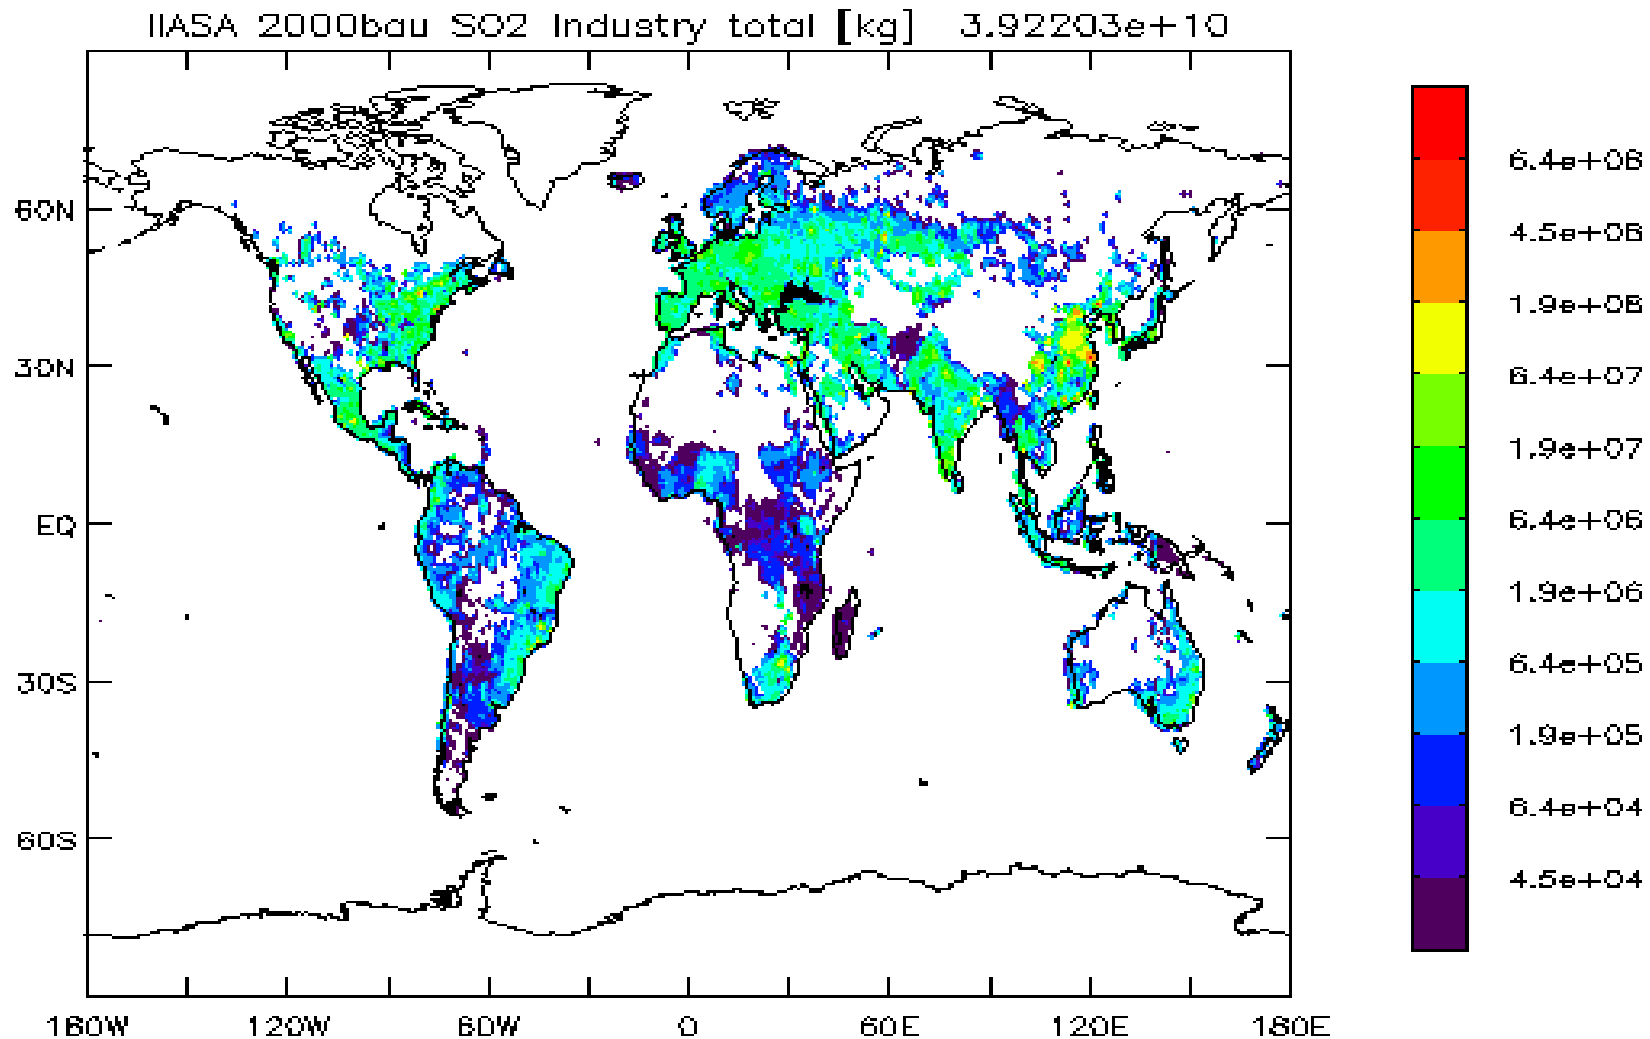 IIASA 2000bau SO2 Industry total [kg] 3.92203e+10
60N
30N
EQ
30S
60S
180W 120W 60W 0 60E 120E 180E
6.4e+08
4.5e+08
1.9e+08
6.4e+07
1.9e+07
6.4e+06
1.9e+06
6.4e+05
1.9e+05
6.4e+04
4.5e+04